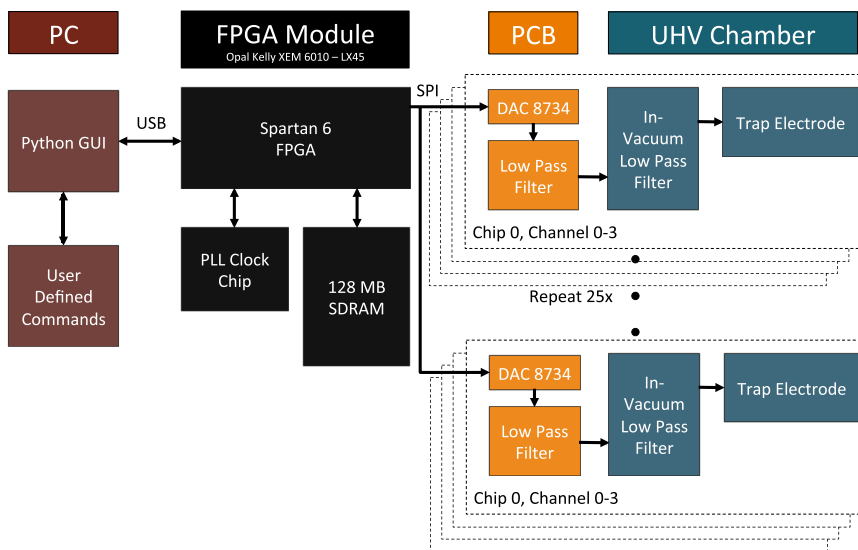 PC
FPGA Module
Opal Kelly XEM 6010 – LX45
PCB
UHV Chamber
Python GUI
USB
Spartan 6
FPGA
SPI
DAC 8734
Low Pass
Filter
In-
Vacuum
Low Pass
Filter
Trap Electrode
Chip 0, Channel 0-3
User
Defined
Commands
PLL Clock
Chip
128 MB
SDRAM
Repeat 25x
DAC 8734
Low Pass
Filter
In-
Vacuum
Low Pass
Filter
Trap Electrode
Chip 0, Channel 0-3